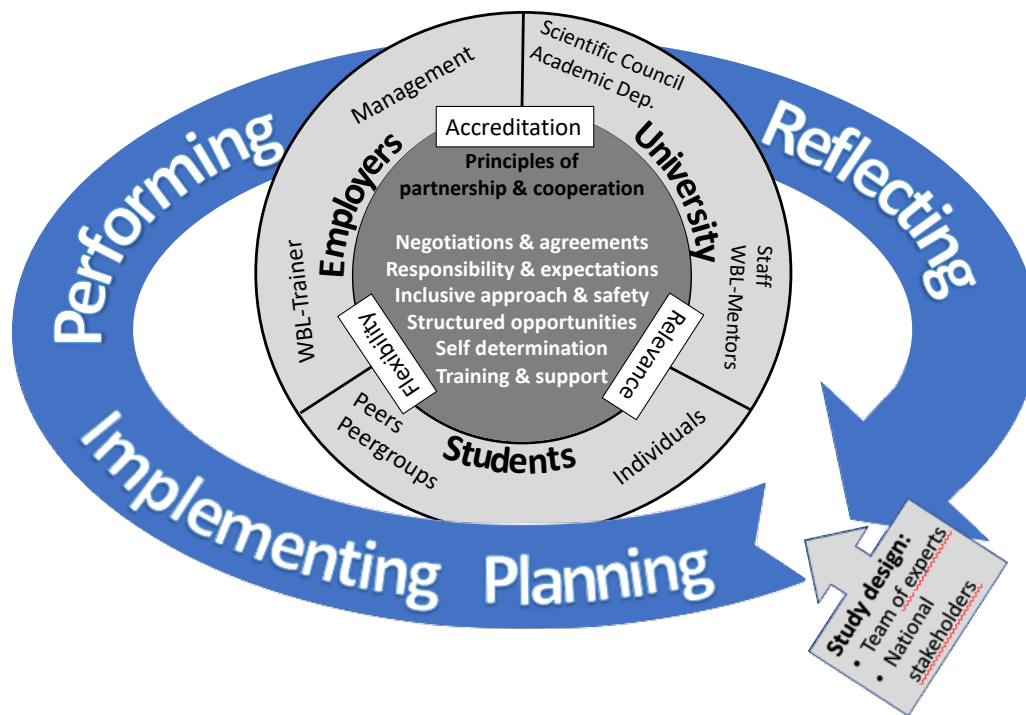 Performing
Reflecting
Implementing
Planning
Management
Employers
WBL-Trainer
Scientific Council
Academic Dep.
University
Staff
WBL-Mentors
Accreditation
Principles of
partnership & cooperation
Negotiations & agreements
Responsibility & expectations
Inclusive approach & safety
Structured opportunities
Self determination
Training & support
Flexibility
Relevance
Peers
Peergroups
Students
Individuals
Study design:
• Team of experts
• National
stakeholders